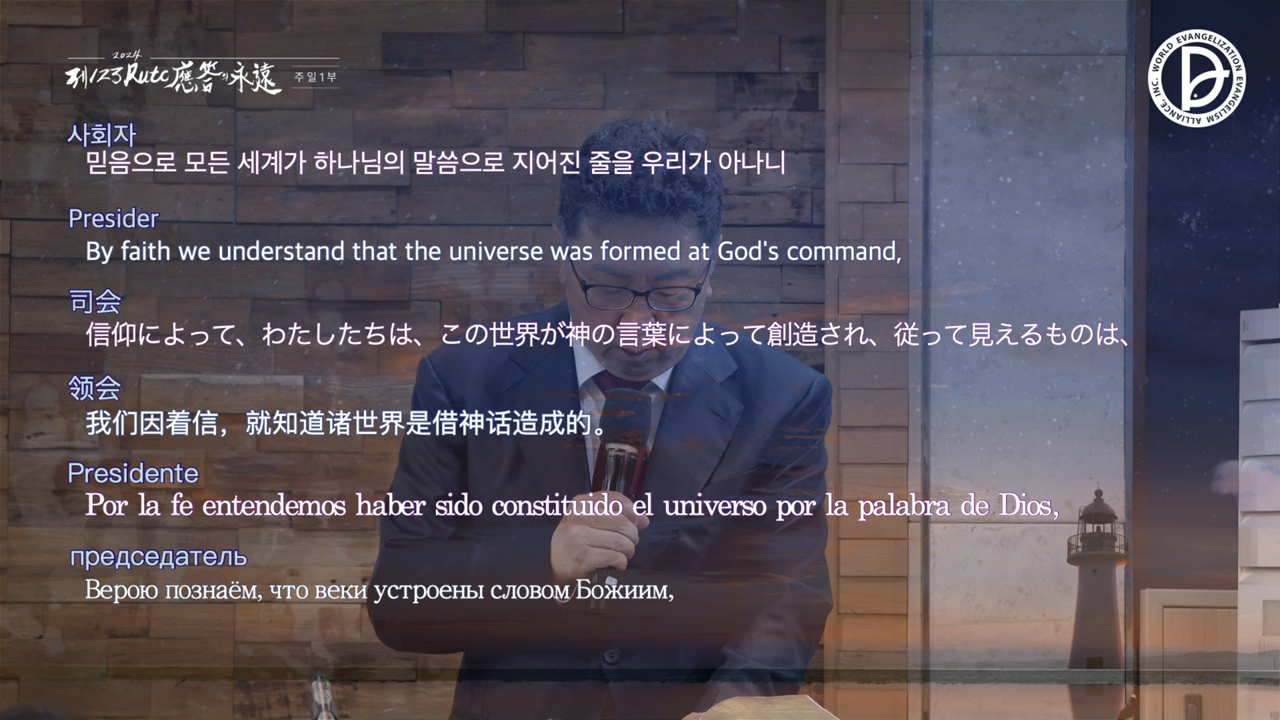 2024
제123 Rutc 應答의 永遠 주일1부
WORLD EVANGELIZATION EVANGELISM ALLIANCE, INC.
사회자
믿음으로 모든 세계가 하나님의 말씀으로 지어진 줄을 우리가 아나니
Presider
By faith we understand that the universe was formed at God's command,
司会
信仰によって、わたしたちは、この世界が神の言葉によって創造され、従って見えるものは、
领会
我们因着信，就知道诸世界是借神话造成的。
Presidente
Por la fe entendemos haber sido constituido el universo por la palabra de Dios,
председатель
Верою познаём, что веки устроены словом Божиим,